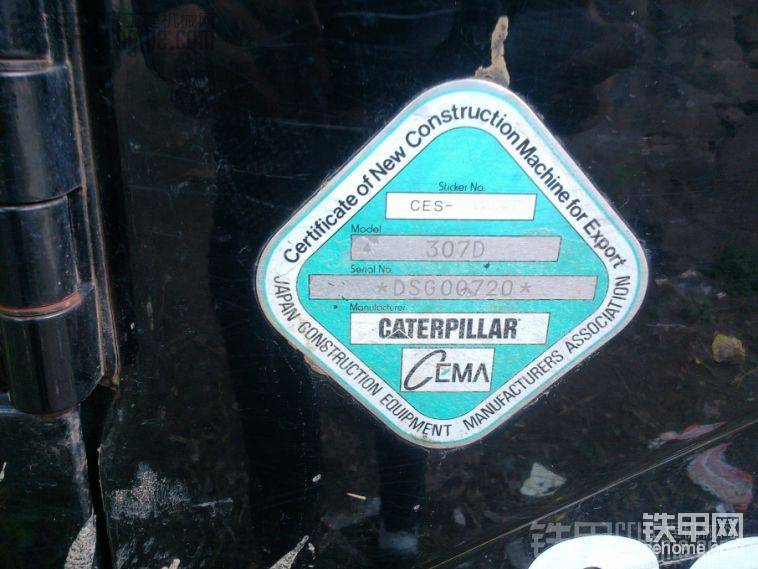 Certificate of New Construction Machine for Export
Sticker No.
CES-
Model
307D
Serial No.
*DSG00720*
Manufacturer
CATERPILLAR
CEMA
JAPAN CONSTRUCTION EQUIPMENT MANUFACTURERS ASSOCIATION
铁甲网